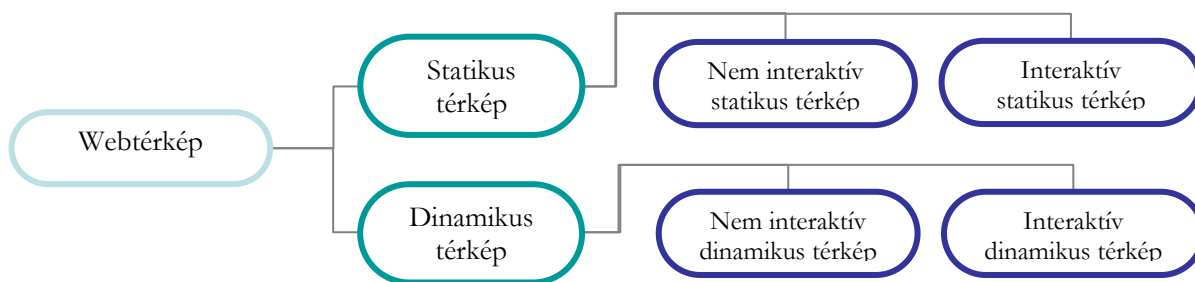 Statikus
térkép
Nem interaktív
statikus térkép
Interaktív
statikus térkép
Webtérkép
Dinamikus
térkép
Nem interaktív
dinamikus térkép
Interaktív
dinamikus térkép